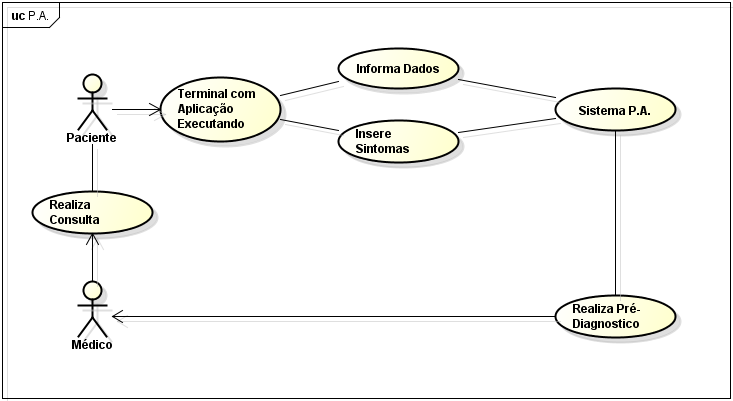 uc P.A.
Informa Dados
Terminal com
Aplicação
Executando
Sistema P.A.
Insere
Sintomas
Paciente
Realiza
Consulta
Realiza Pré-
Diagnostico
Médico